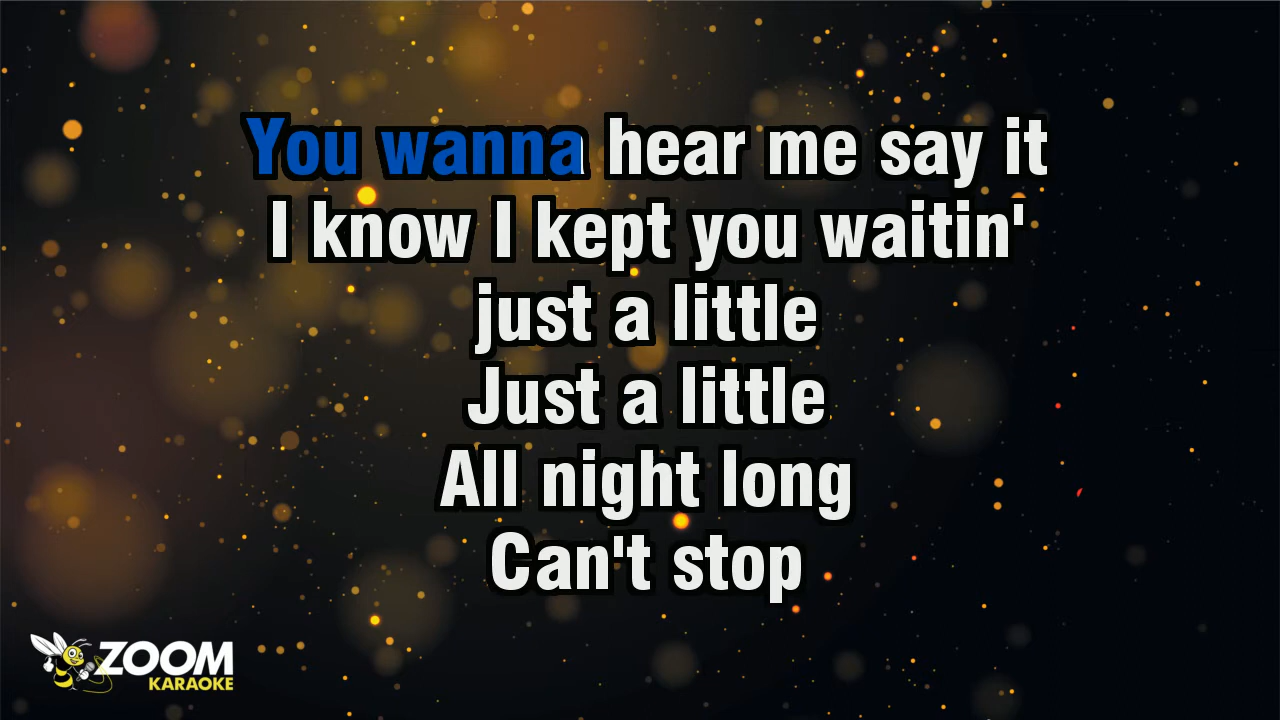 You wanna hear me say it
I know I kept you waitin'
just a little
Just a little
All night long
Can't stop
ZOOM
KARAOKE